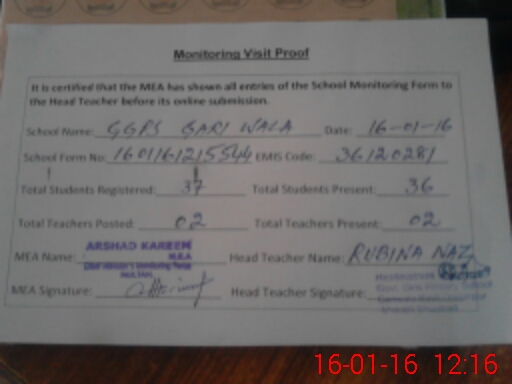 Monitoring Visit Proof
It is certified that the MEA has shown all entries of the School Monitoring Form to
the Head Teacher before its online submission.
School Name: GGPS GARI WALA Date: 16-01-16
School Form No: 1601161215544 EMIS Code: 36120281
Total Students Registered: 37 Total Students Present: 36
Total Teachers Posted: 02 Total Teachers Present: 02
MEA Name: ARSHAD KAREEM Head Teacher Name: RUBINA NAZ
MEA Signature: Head Teacher Signature:
16-01-16 12:16